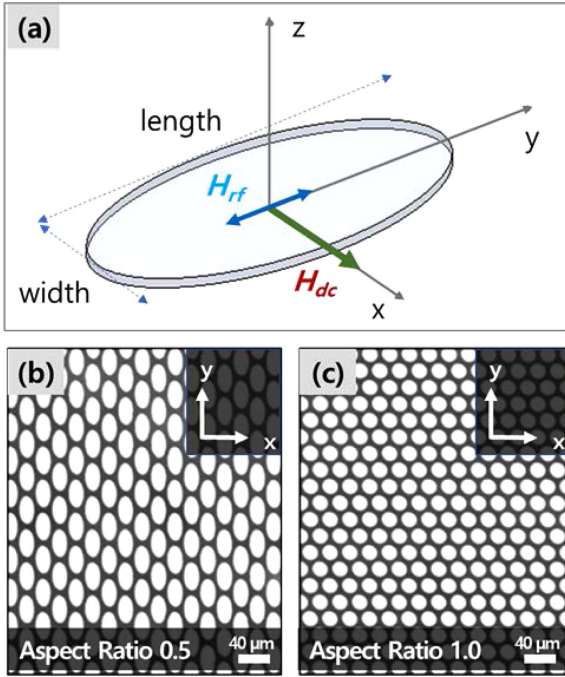 (a)
z
length
y
H_rf
H_dc
width
x
(b)
y
x
Aspect Ratio 0.5
40 μm
(c)
y
x
Aspect Ratio 1.0
40 μm